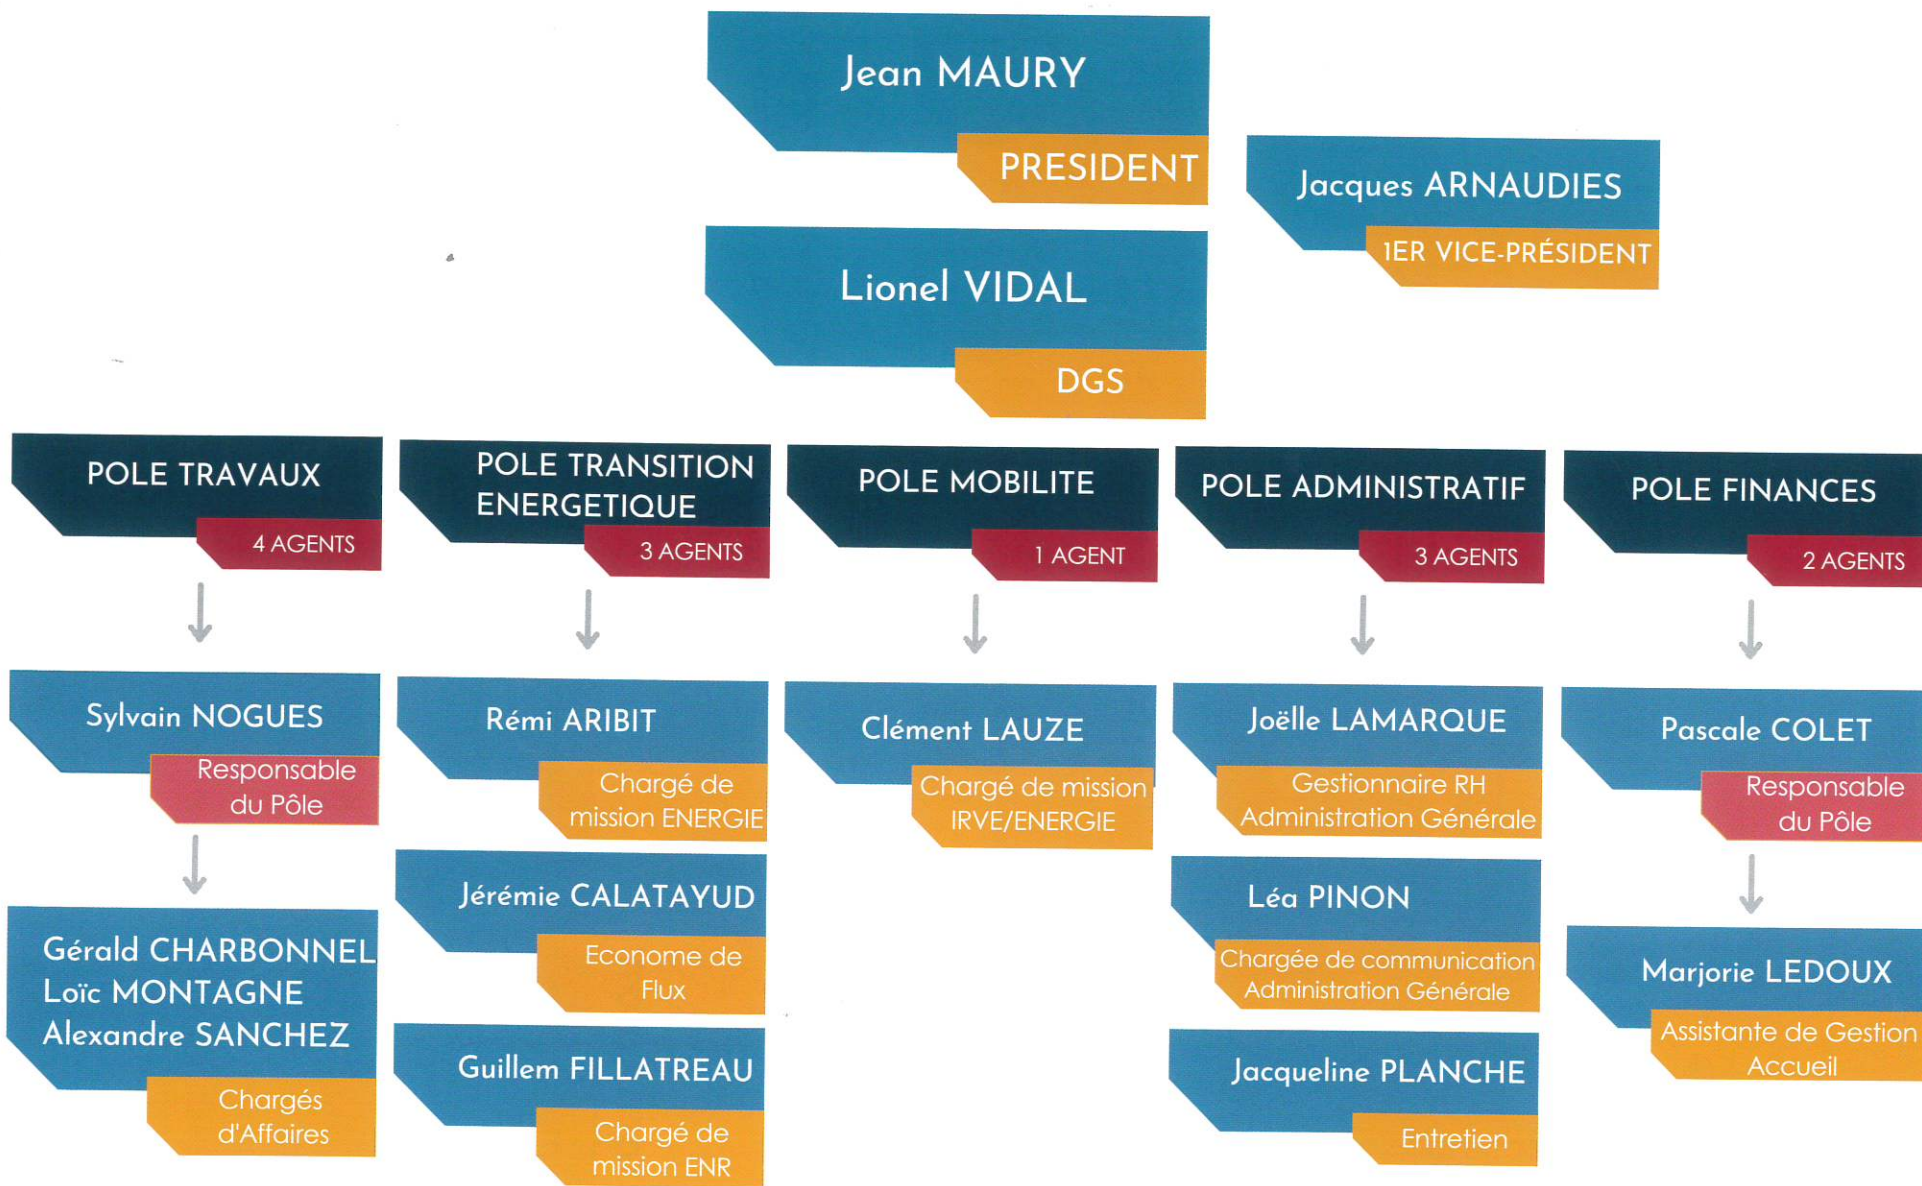 Jean MAURY
PRESIDENT
Jacques ARNAUDIES
1ER VICE-PRÉSIDENT
Lionel VIDAL
DGS
POLE TRAVAUX
4 AGENTS
POLE TRANSITION
ENERGETIQUE
3 AGENTS
POLE MOBILITE
1 AGENT
POLE ADMINISTRATIF
3 AGENTS
POLE FINANCES
2 AGENTS
Sylvain NOGUES
Responsable
du Pôle
Gérald CHARBONNEL
Loïc MONTAGNE
Alexandre SANCHEZ
Chargés
d'Affaires
Rémi ARIBIT
Chargé de
mission ENERGIE
Jérémie CALATAYUD
Econome de
Flux
Guillem FILLATREAU
Chargé de
mission ENR
Clément LAUZE
Chargé de mission
IRVE/ENERGIE
Joëlle LAMARQUE
Gestionnaire RH
Administration Générale
Léa PINON
Chargée de communication
Administration Générale
Jacqueline PLANCHE
Entretien
Pascale COLET
Responsable
du Pôle
Marjorie LEDOUX
Assistante de Gestion
Accueil